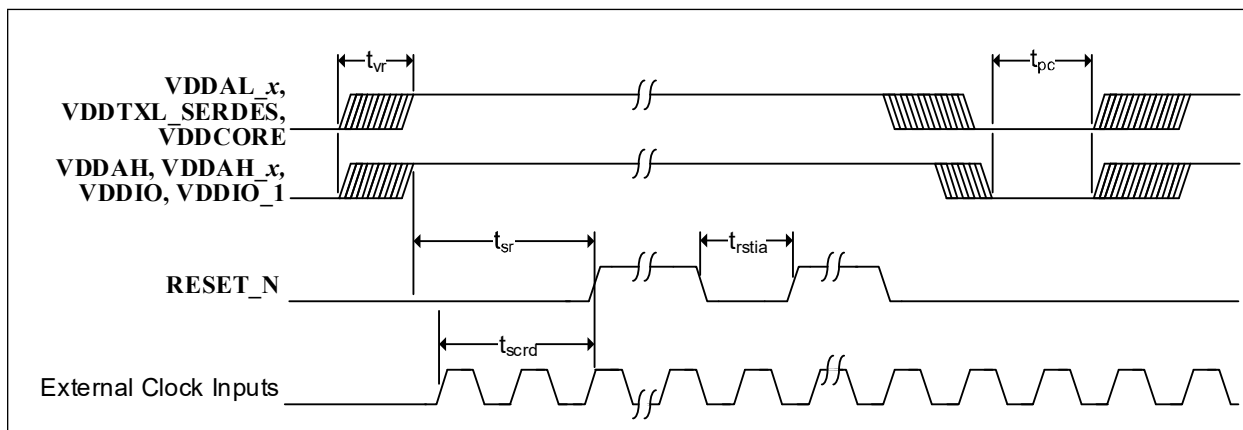 t_vr
t_pc
VDDAL_x,
VDDTXL_SERDES,
VDDCORE
VDDAH, VDDAH_x,
VDDIO, VDDIO_1
t_sr
t_rstia
RESET_N
t_scrd
External Clock Inputs